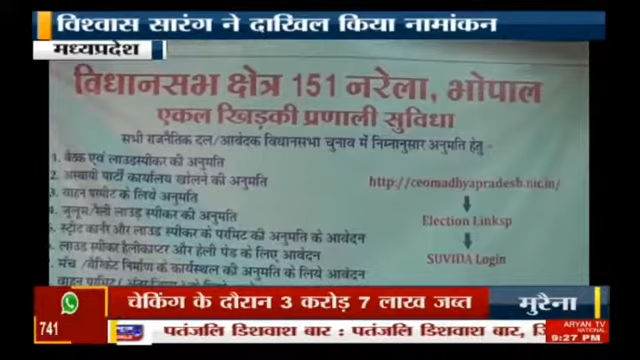 विश्वास सारंग ने दाखिल किया नामांकन
मध्यप्रदेश
विधानसभ क्षेत्र 151 नरेला, भोपाल
एकल खिड़की प्रणाली सुविधा
सभी राजनैतिक दल/आवेदक विधानसभा चुनाव में निम्नानुसार अनुमति हेतु -
1. बैठक एवं लाउडस्पीकर की अनुमति
2. अस्थायी पार्टी कार्यालय खोलने की अनुमति
3. वाहन परमीट के लिये अनुमति
4. जुलूस/रैली लाउड स्पीकर की अनुमति
5. स्ट्रीट कार्नर और लाउड स्पीकर के परमिट की अनुमति के आवेदन
लाउड स्पीकर हैलीकाप्टर और हेली पेड के लिए आवेदन
मंच /बैरिकेट निर्माण के कार्यस्थल की अनुमति के लिये आवेदन
http://ceomadhyapradesh.nic.in/
Election Linksp
SUVIDA Login
741
चेकिंग के दौरान 3 करोड़ 7 लाख जब्त
मुरैना
पतंजलि डिशवाश बार : पतंजलि डिशवाश बार,
ARYAN TV
NATIONAL
9:27 PM